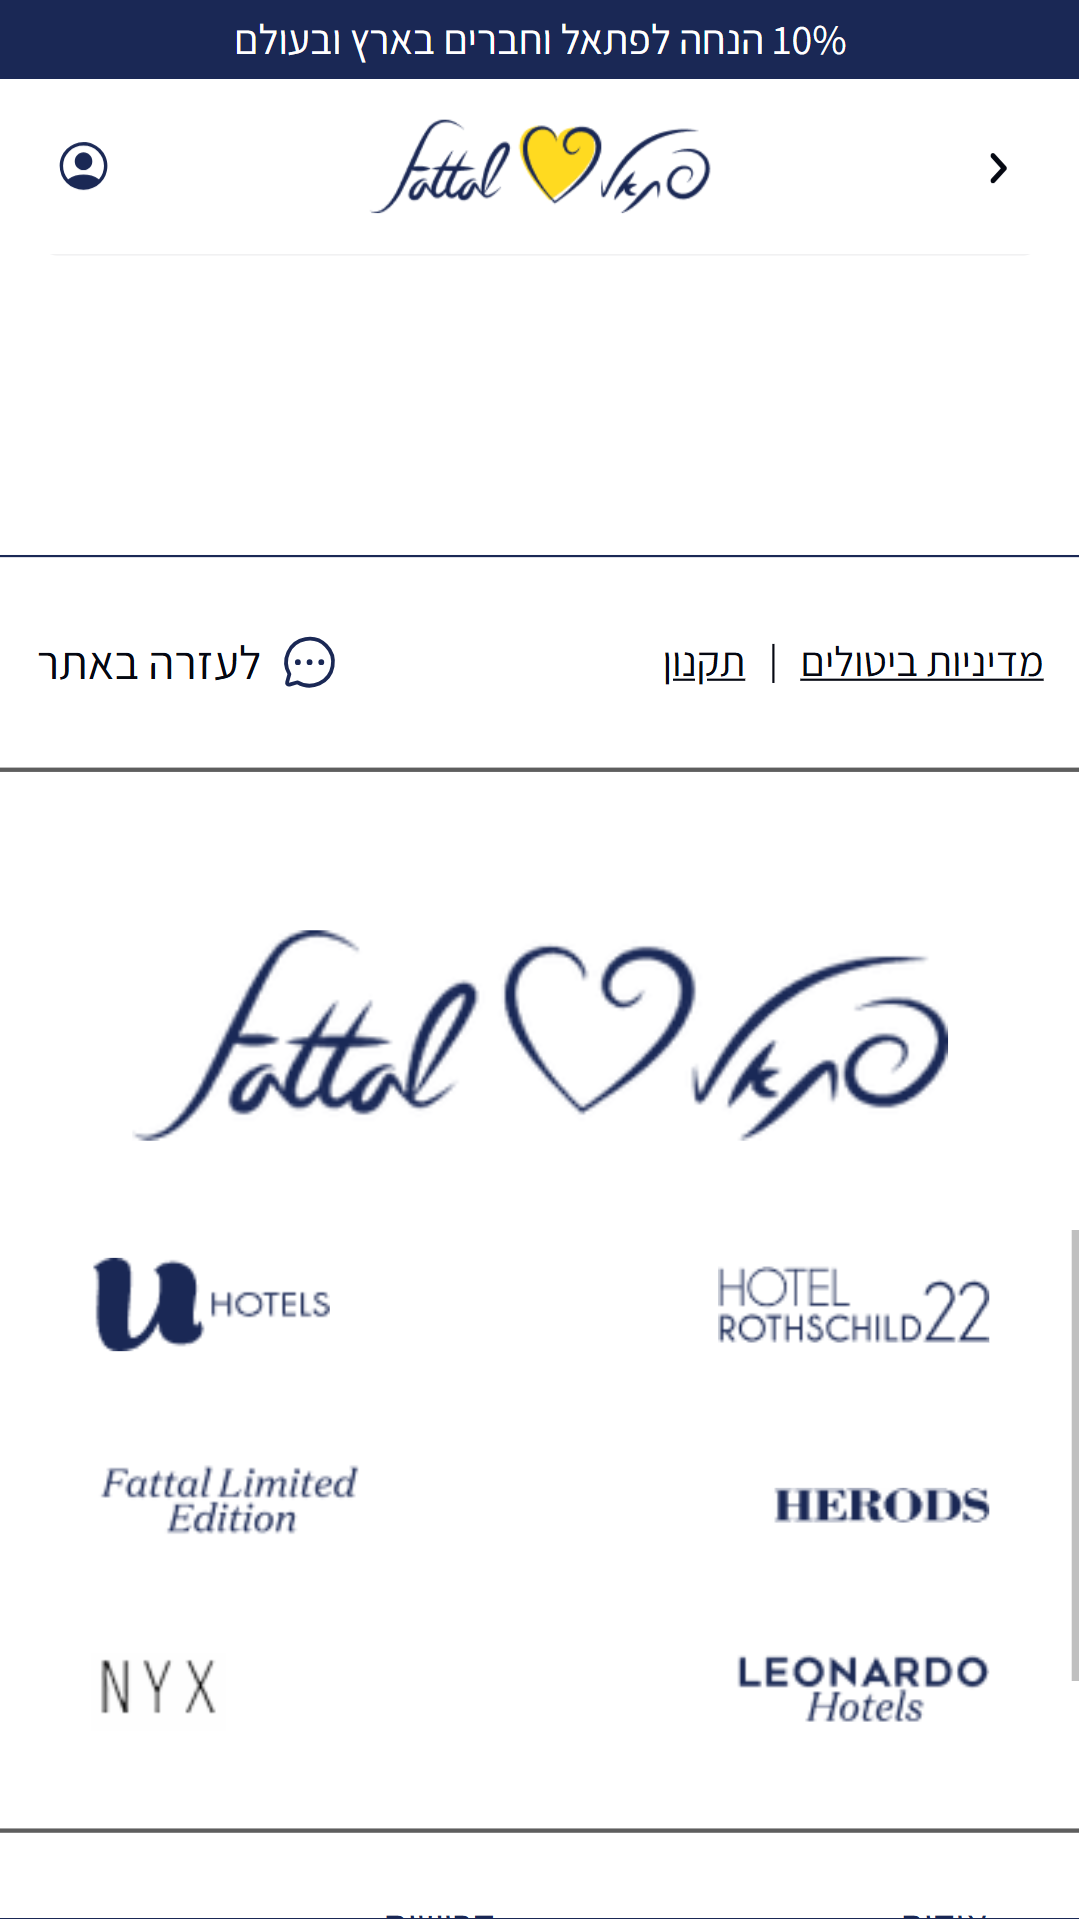 10% הנחה לפתאל וחברים בארץ ובעולם
Fattal פתאל
מדיניות ביטולים | תקנון
לעזרה באתר
Fattal פתאל
HOTEL
ROTHSCHILD 22
u HOTELS
HERODS
Fattal Limited
Edition
LEONARDO
Hotels
NYX